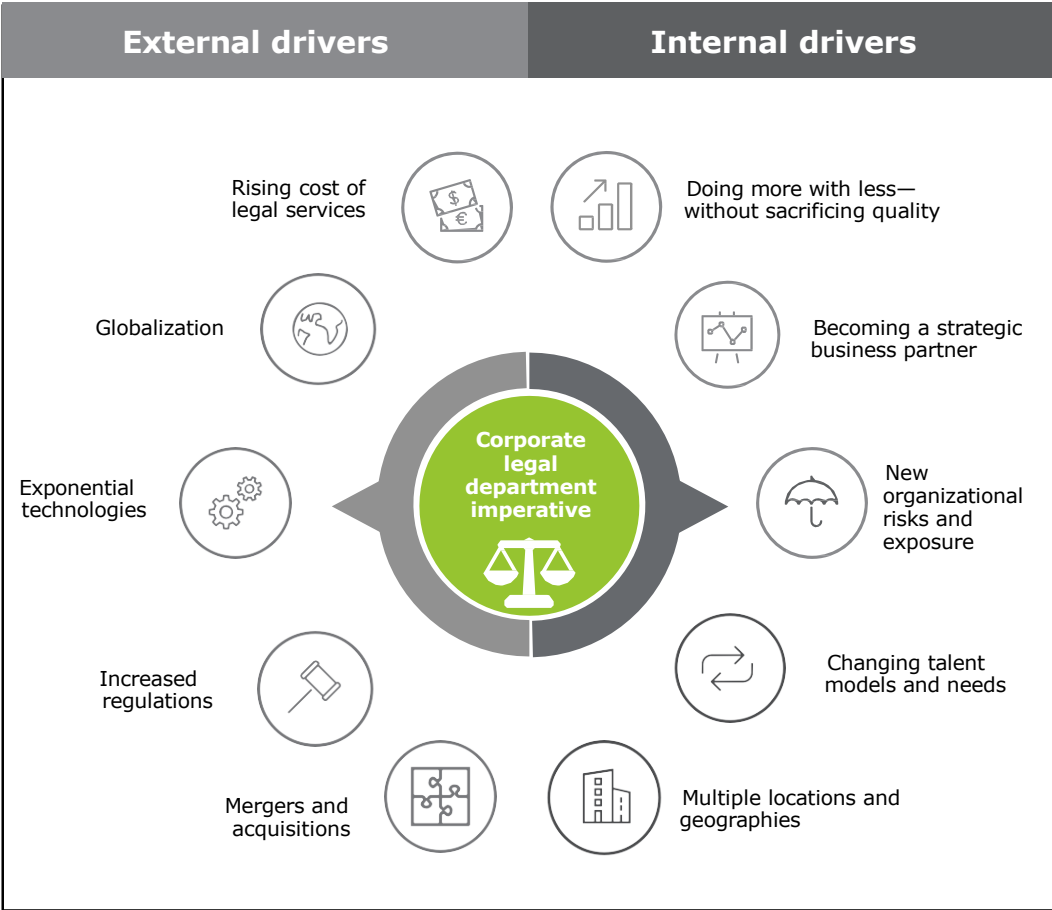 External drivers
Internal drivers
Rising cost of
legal services
$
€
Doing more with less—
without sacrificing quality
Globalization
Becoming a strategic
business partner
Corporate
legal
department
imperative
Exponential
technologies
New
organizational
risks and
exposure
Increased
regulations
Changing talent
models and needs
Mergers and
acquisitions
Multiple locations and
geographies